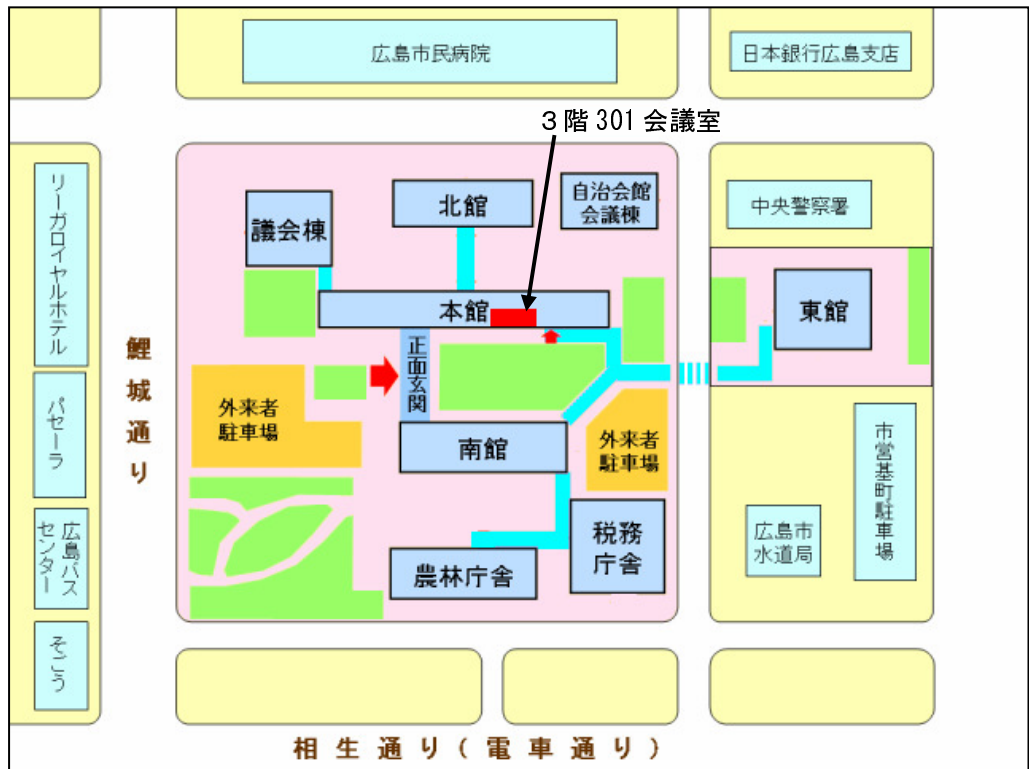 広島市民病院
日本銀行広島支店
3階301会議室
リーガロイヤルホテル
議会棟
北館
自治会館
会議棟
中央警察署
本館
東館
鯉城通り
正面玄関
パセーラ
外来者
駐車場
南館
外来者
駐車場
市営基町駐車場
広島バス
センター
農林庁舎
税務
庁舎
広島市
水道局
そごう
相生通り(電車通り)